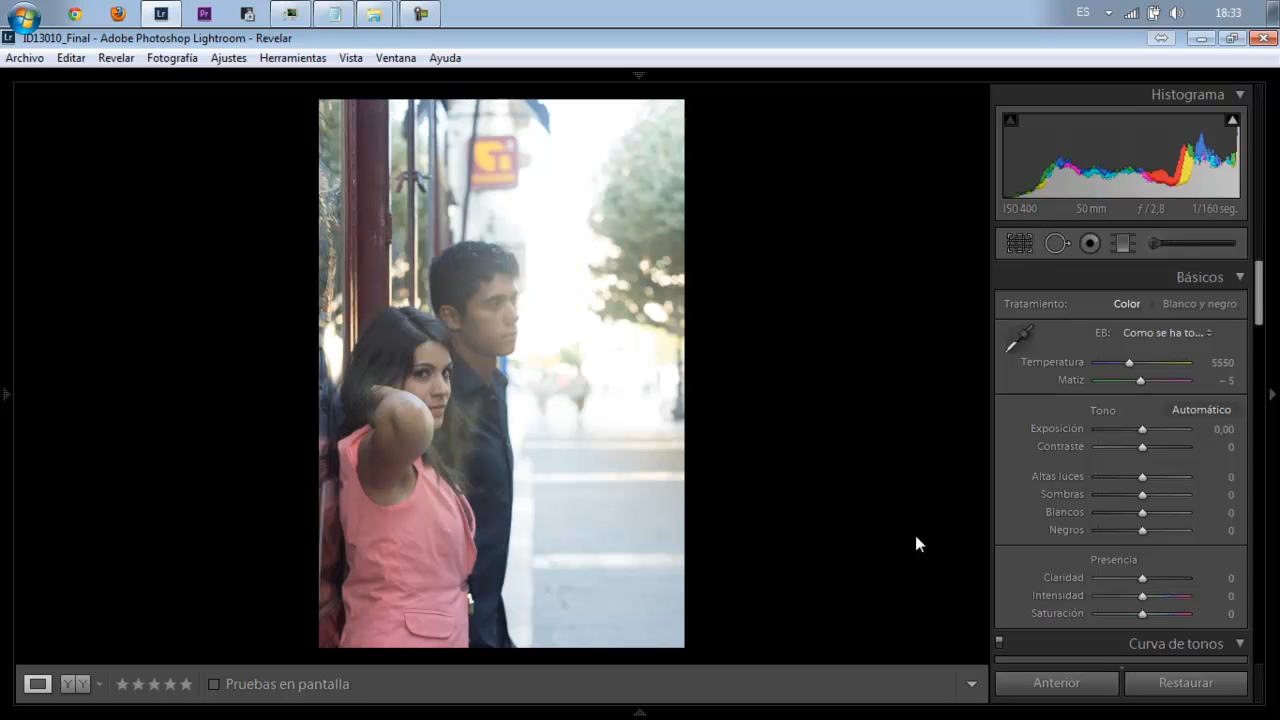 Lr
Pr
ES
18:33
Lr ID13010_Final - Adobe Photoshop Lightroom - Revelar
Archivo Editar Revelar Fotografía Ajustes Herramientas Vista Ventana Ayuda
Histograma
ISO 400 50 mm ƒ / 2,8 1/160 seg.
Básicos
Tratamiento: Color Blanco y negro
EB: Como se ha to...
Temperatura 5550
Matiz – 5
Tono Automático
Exposición 0,00
Contraste 0
Altas luces 0
Sombras 0
Blancos 0
Negros 0
Presencia
Claridad 0
Intensidad 0
Saturación 0
Curva de tonos
Y Y
Pruebas en pantalla
Anterior Restaurar